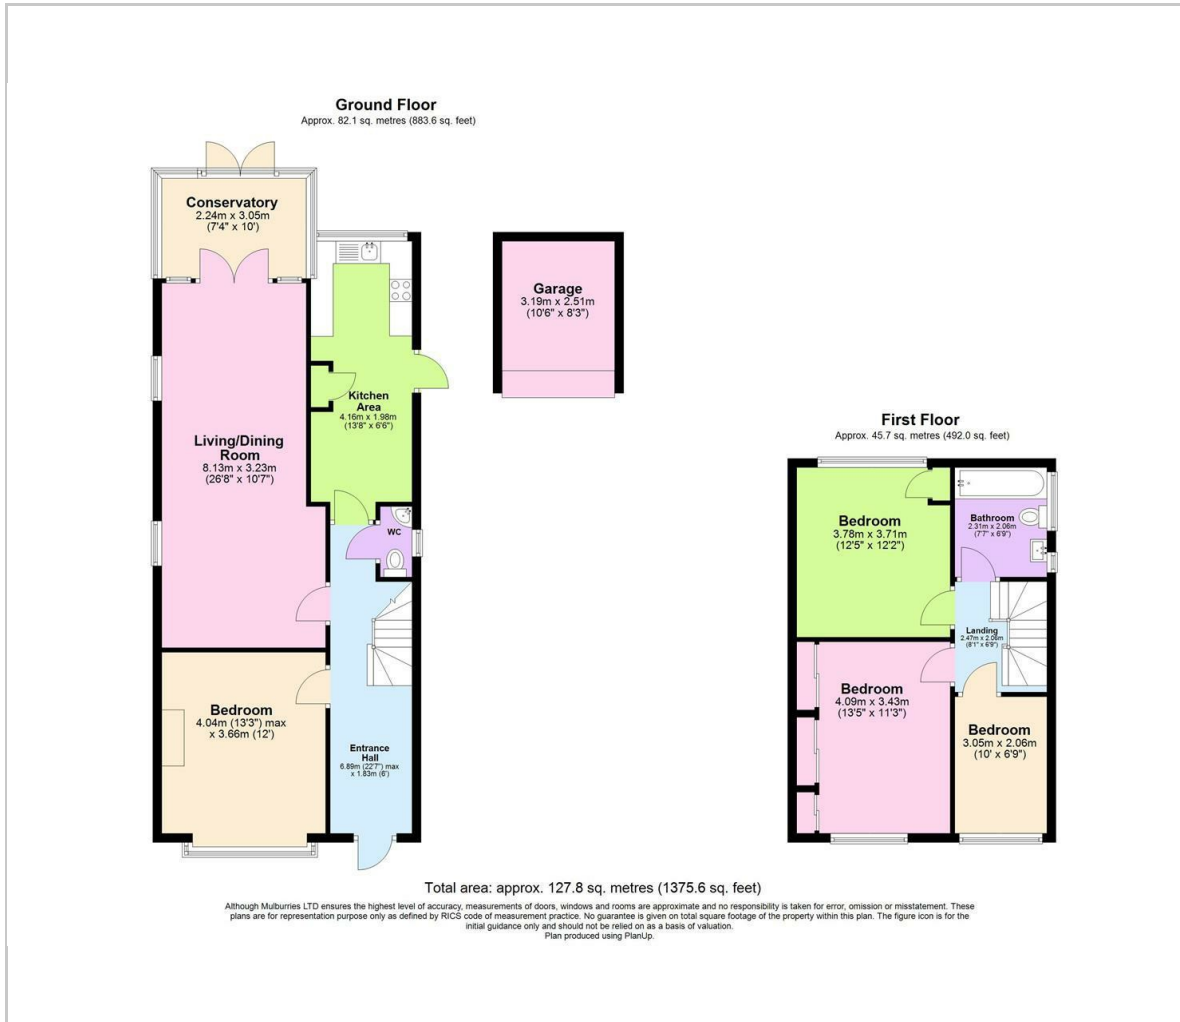 Ground Floor
Approx. 82.1 sq. metres (883.6 sq. feet)
Conservatory
2.24m x 3.05m
(7'4" x 10')
Garage
3.19m x 2.51m
(10'6" x 8'3")
Kitchen
Area
4.16m x 1.98m
(13'8" x 6'6")
Living/Dining
Room
8.13m x 3.23m
(26'8" x 10'7")
WC
Bedroom
4.04m (13'3") max
x 3.66m (12')
Entrance
Hall
6.89m (22'7") max
x 1.83m (6')
First Floor
Approx. 45.7 sq. metres (492.0 sq. feet)
Bedroom
3.78m x 3.71m
(12'5" x 12'2")
Bathroom
2.31m x 2.06m
(7'7" x 6'9")
Landing
2.47m x 2.06m
(8'1" x 6'9")
Bedroom
4.09m x 3.43m
(13'5" x 11'3")
Bedroom
3.05m x 2.06m
(10' x 6'9")
Total area: approx. 127.8 sq. metres (1375.6 sq. feet)
Although Mulburries LTD ensures the highest level of accuracy, measurements of doors, windows and rooms are approximate and no responsibility is taken for error, omission or misstatement. These
plans are for representation purpose only as defined by RICS code of measurement practice. No guarantee is given on total square footage of the property within this plan. The figure icon is for the
initial guidance only and should not be relied on as a basis of valuation.
Plan produced using PlanUp.